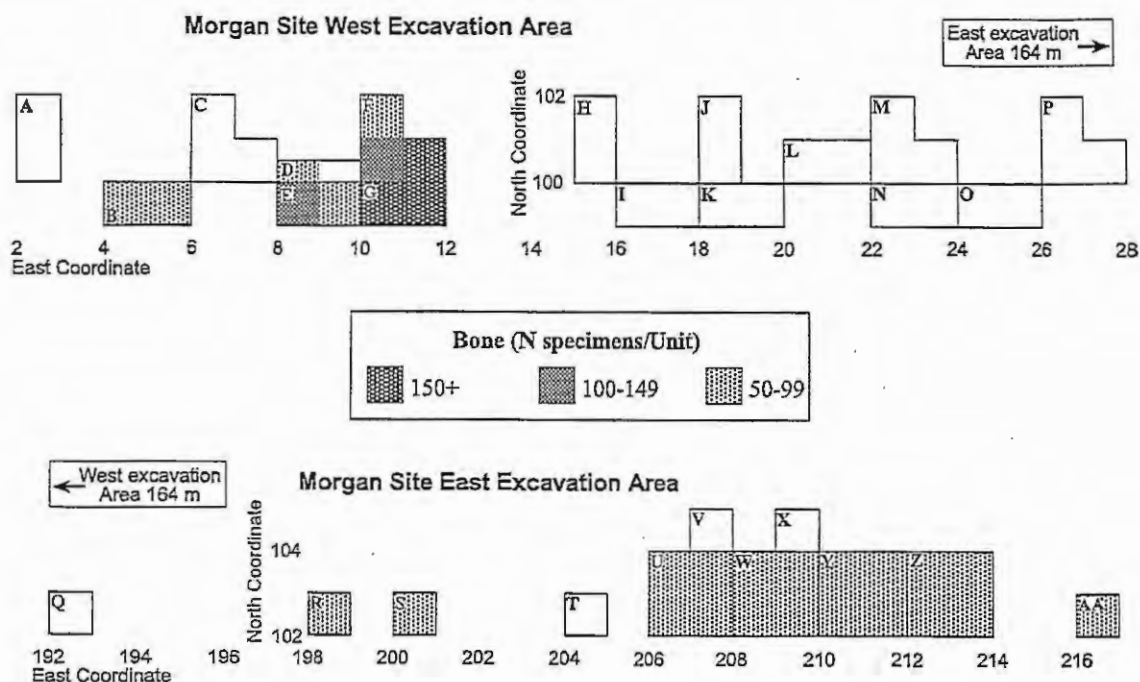 Morgan Site West Excavation Area
East excavation
Area 164 m
A
C
F
D
E
G
B
North Coordinate
102
100
H
J
M
P
L
I
K
N
O
2
4
6
8
10
12
14
16
18
20
22
24
26
28
East Coordinate
Bone (N specimens/Unit)
150+
100-149
50-99
West excavation
Area 164 m
Morgan Site East Excavation Area
North Coordinate
104
102
V
X
U
W
Y
Z
Q
R
S
T
AA
192
194
196
198
200
202
204
206
208
210
212
214
216
East Coordinate